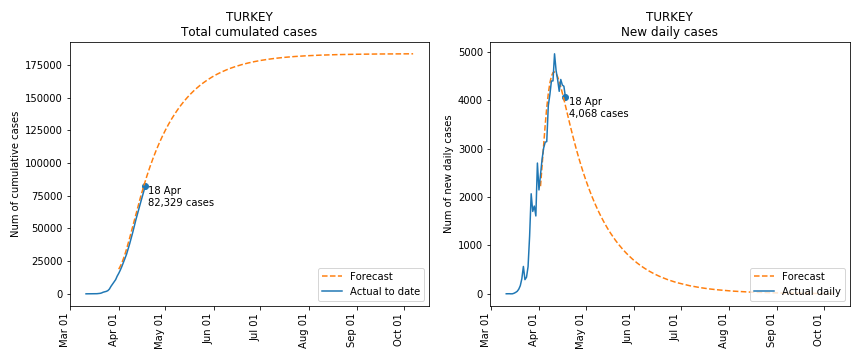 TURKEY
Total cumulated cases
Num of cumulative cases
175000
150000
125000
100000
75000
50000
25000
0
18 Apr
82,329 cases
Forecast
Actual to date
Mar 01
Apr 01
May 01
Jun 01
Jul 01
Aug 01
Sep 01
Oct 01
TURKEY
New daily cases
Num of new daily cases
5000
4000
3000
2000
1000
0
18 Apr
4,068 cases
Forecast
Actual daily
Mar 01
Apr 01
May 01
Jun 01
Jul 01
Aug 01
Sep 01
Oct 01